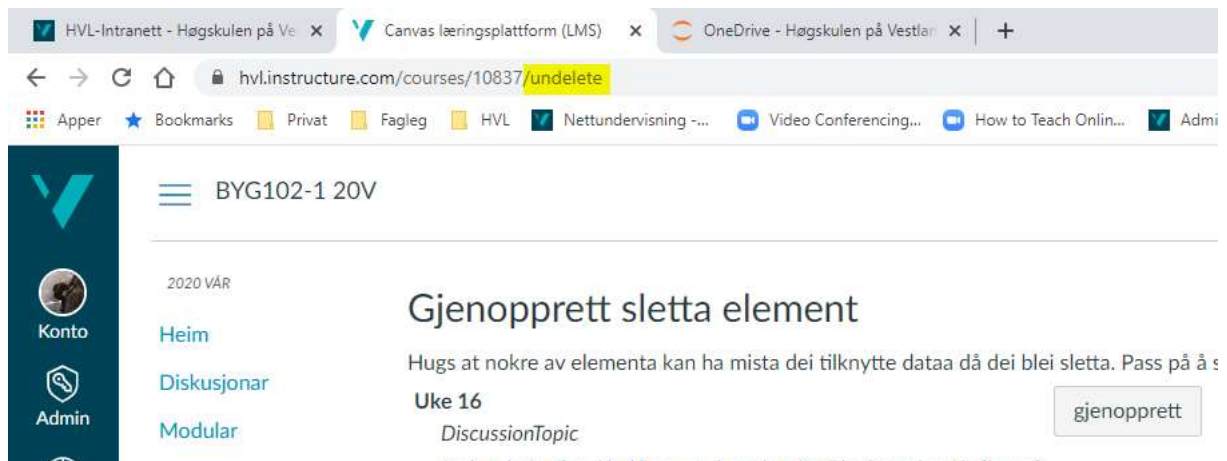 HVL-Intranett - Høgskulen på Ve
Canvas læringsplattform (LMS)
OneDrive - Høgskulen på Vestlan
hvl.instructure.com/courses/10837/undelete
Apper Bookmarks Privat Fagleg HVL Nettundervisning -... Video Conferencing... How to Teach Onlin... Admi
BYG102-1 20V
Konto
Admin
2020 VÅR
Heim
Diskusjonar
Modular
Gjenopprett sletta element
Hugs at nokre av elementa kan ha mista dei tilknytte dataa då dei blei sletta. Pass på å s
Uke 16
DiscussionTopic
gjenopprett